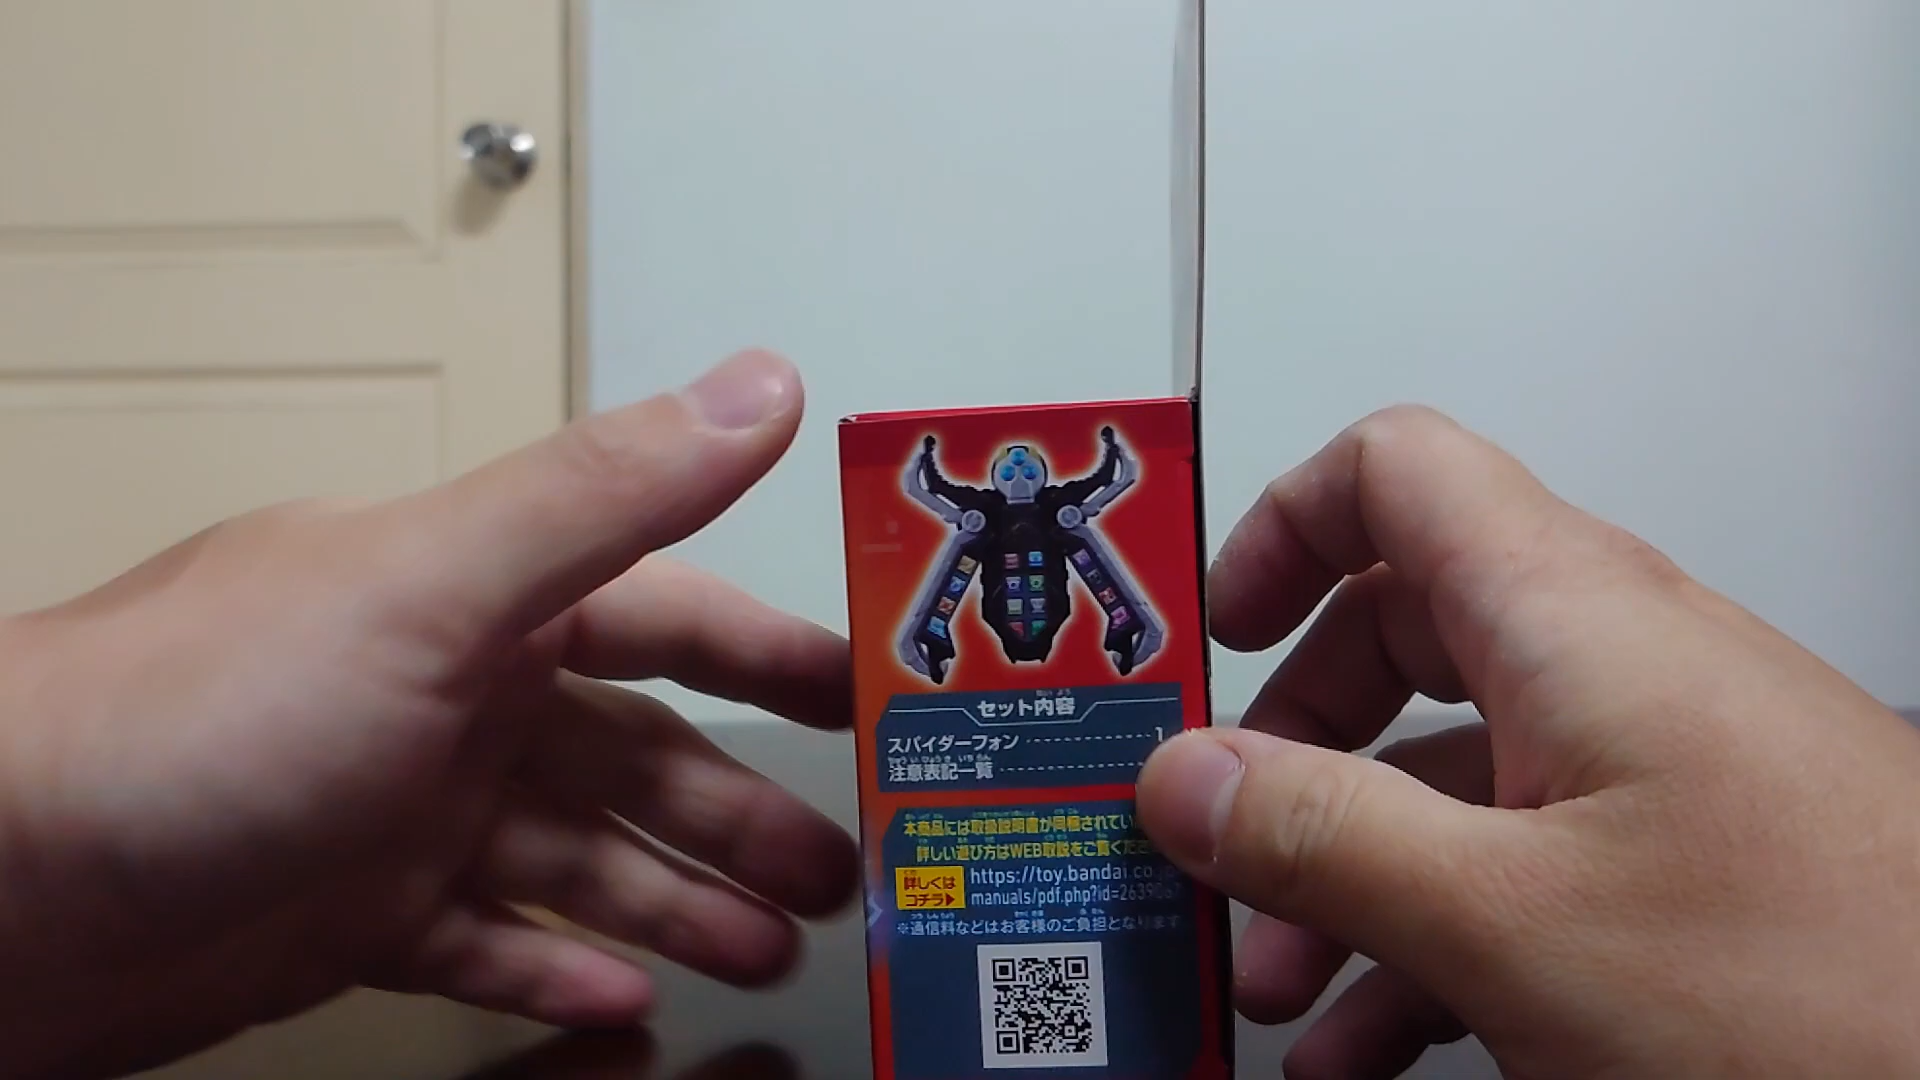 セット内容
スパイダーフォン 1
注意表記一覧
本商品には取扱説明書が同梱されてい
詳しい遊び方はWEB取説をご覧くださ
詳しくは
コチラ▶
https://toy.bandai.co.jp
manuals/pdf.php?id=2639067
※通信料などはお客様のご負担となります